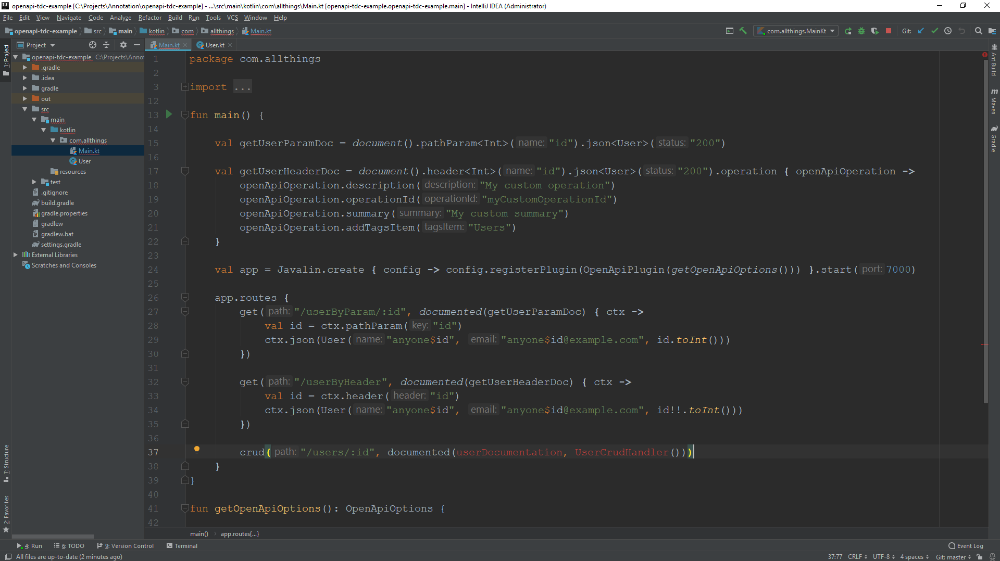 openapi-tdc-example [C:\Projects\Annotation\openapi-tdc-example] - ...\src\main\kotlin\com\allthings\Main.kt [openapi-tdc-example.openapi-tdc-example.main] - IntelliJ IDEA (Administrator)
File Edit View Navigate Code Analyze Refactor Build Run Tools VCS Window Help
openapi-tdc-example src main kotlin com allthings Main.kt com.allthings.MainKt Git:
Project Main.kt User.kt
1: Project
openapi-tdc-example C:\Projects\Annot
.gradle
.idea
gradle
out
src
main
kotlin
com.allthings
Main.kt
User
resources
test
.gitignore
build.gradle
gradle.properties
gradlew
gradlew.bat
settings.gradle
External Libraries
Scratches and Consoles
7: Structure
2: Favorites
1 package com.allthings
2
3 import ...
12
13 fun main() {
14
15 val getUserParamDoc = document().pathParam<Int>( name: "id").json<User>( status: "200")
16
17 val getUserHeaderDoc = document().header<Int>( name: "id").json<User>( status: "200").operation { openApiOperation ->
18 openApiOperation.description( description: "My custom operation")
19 openApiOperation.operationId( operationId: "myCustomOperationId")
20 openApiOperation.summary( summary: "My custom summary")
21 openApiOperation.addTagsItem( tagsItem: "Users")
22 }
23
24 val app = Javalin.create { config -> config.registerPlugin(OpenApiPlugin(getOpenApiOptions())) }.start( port: 7000)
25
26 app.routes {
27 get( path: "/userByParam/:id", documented(getUserParamDoc) { ctx ->
28 val id = ctx.pathParam( key: "id")
29 ctx.json(User( name: "anyone$id", email: "anyone$id@example.com", id.toInt()))
30 })
31
32 get( path: "/userByHeader", documented(getUserHeaderDoc) { ctx ->
33 val id = ctx.header( header: "id")
34 ctx.json(User( name: "anyone$id", email: "anyone$id@example.com", id!!.toInt()))
35 })
36
37 crud( path: "/users/:id", documented(userDocumentation, UserCrudHandler()))
38 }
39 }
40
41 fun getOpenApiOptions(): OpenApiOptions {
42
main() app.routes{...}
Ant Build
Maven
Gradle
4: Run 6: TODO 9: Version Control Terminal Event Log
All files are up-to-date (2 minutes ago) 37:77 CRLF UTF-8 4 spaces Git: master